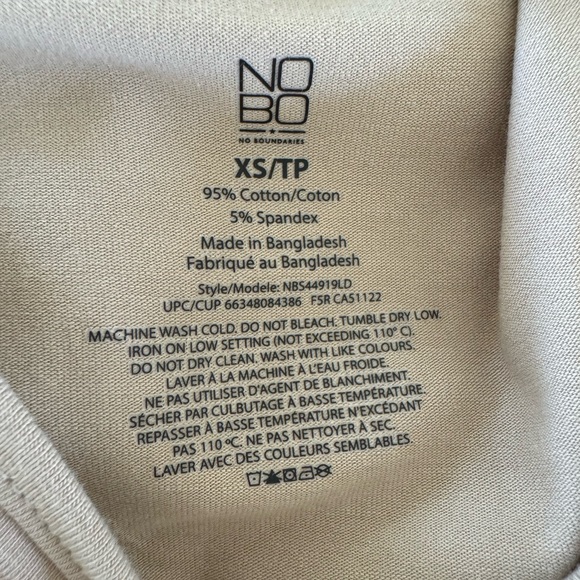 NO
BO
NO BOUNDARIES
XS/TP
95% Cotton/Coton
5% Spandex
Made in Bangladesh
Fabriqué au Bangladesh
Style/Modele: NBS44919LD
UPC/CUP 66348084386 F5R CA51122
MACHINE WASH COLD. DO NOT BLEACH. TUMBLE DRY LOW.
IRON ON LOW SETTING (NOT EXCEEDING 110° C).
DO NOT DRY CLEAN. WASH WITH LIKE COLOURS.
LAVER À LA MACHINE À L'EAU FROIDE.
NE PAS UTILISER D'AGENT DE BLANCHIMENT.
SÉCHER PAR CULBUTAGE À BASSE TEMPÉRATURE
REPASSER À BASSE TEMPÉRATURE N'EXCÉDANT
PAS 110 ºC. NE PAS NETTOYER À SEC.
LAVER AVEC DES COULEURS SEMBLABLES.